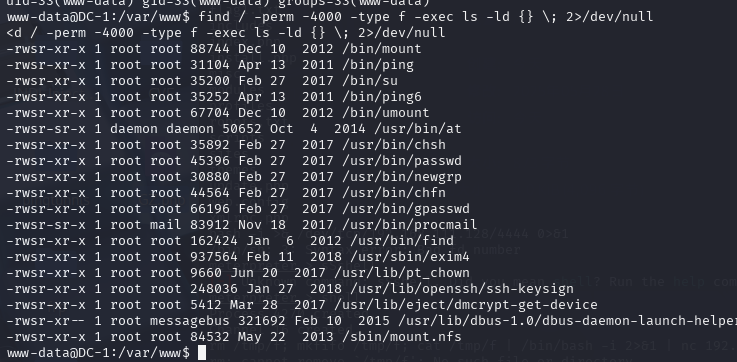 uid=33(www-data) gid=33(www-data) groups=33(www-data)
www-data@DC-1:/var/www$ find / -perm -4000 -type f -exec ls -ld {} \; 2>/dev/null
<d / -perm -4000 -type f -exec ls -ld {} \; 2>/dev/null
-rwsr-xr-x 1 root root 88744 Dec 10  2012 /bin/mount
-rwsr-xr-x 1 root root 31104 Apr 13  2011 /bin/ping
-rwsr-xr-x 1 root root 35200 Feb 27  2017 /bin/su
-rwsr-xr-x 1 root root 35252 Apr 13  2011 /bin/ping6
-rwsr-xr-x 1 root root 67704 Dec 10  2012 /bin/umount
-rwsr-sr-x 1 daemon daemon 50652 Oct  4  2014 /usr/bin/at
-rwsr-xr-x 1 root root 35892 Feb 27  2017 /usr/bin/chsh
-rwsr-xr-x 1 root root 45396 Feb 27  2017 /usr/bin/passwd
-rwsr-xr-x 1 root root 30880 Feb 27  2017 /usr/bin/newgrp
-rwsr-xr-x 1 root root 44564 Feb 27  2017 /usr/bin/chfn
-rwsr-xr-x 1 root root 66196 Feb 27  2017 /usr/bin/gpasswd
-rwsr-sr-x 1 root mail 83912 Nov 18  2017 /usr/bin/procmail
-rwsr-xr-x 1 root root 162424 Jan  6  2012 /usr/bin/find
-rwsr-xr-x 1 root root 937564 Feb 11  2018 /usr/sbin/exim4
-rwsr-xr-x 1 root root 9660 Jun 20  2017 /usr/lib/pt_chown
-rwsr-xr-x 1 root root 248036 Jan 27  2018 /usr/lib/openssh/ssh-keysign
-rwsr-xr-x 1 root root 5412 Mar 28  2017 /usr/lib/eject/dmcrypt-get-device
-rwsr-xr-- 1 root messagebus 321692 Feb 10  2015 /usr/lib/dbus-1.0/dbus-daemon-launch-helper
-rwsr-xr-x 1 root root 84532 May 22  2013 /sbin/mount.nfs
www-data@DC-1:/var/www$